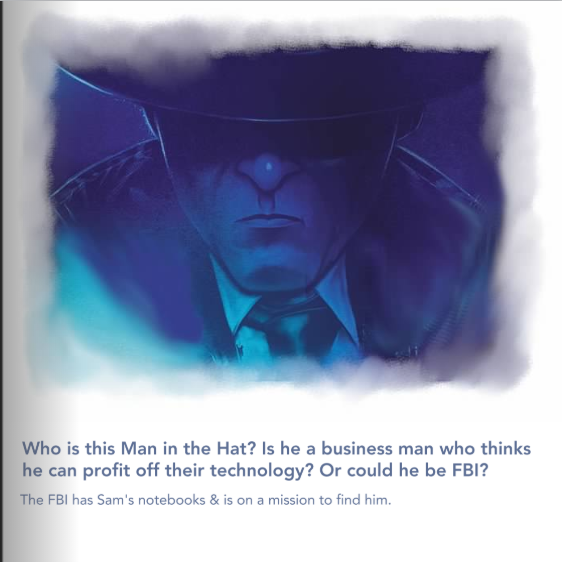 Who is this Man in the Hat? Is he a business man who thinks
he can profit off their technology? Or could he be FBI?
The FBI has Sam's notebooks & is on a mission to find him.